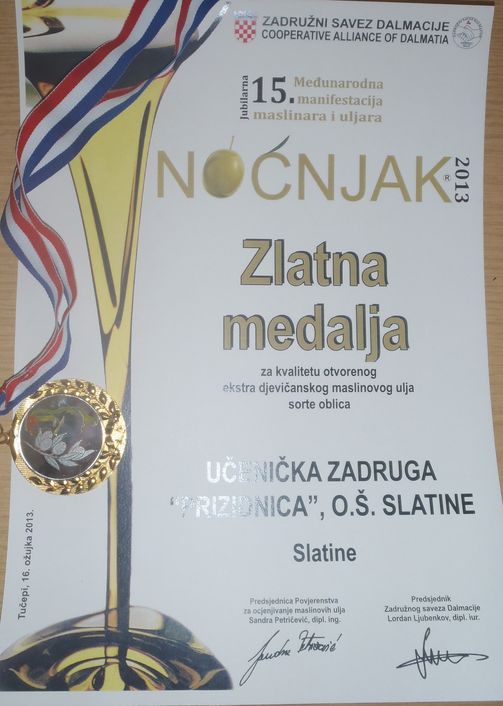 ZADRUŽNI SAVEZ DALMACIJE
COOPERATIVE ALLIANCE OF DALMATIA
Jubilarna
15. Međunarodna
manifestacija
maslinara i uljara
NOĆNJAK®
2013
Zlatna
medalja
za kvalitetu otvorenog
ekstra djevičanskog maslinovog ulja
sorte oblica
UČENIČKA ZADRUGA
"PRIZIDNICA", O.Š. SLATINE
Slatine
Tučepi, 16. ožujka 2013.
Predsjednica Povjerenstva
za ocjenjivanje maslinovih ulja
Sandra Petričević, dipl. ing.
Predsjednik
Zadružnog saveza Dalmacije
Lordan Ljubenkov, dipl. iur.